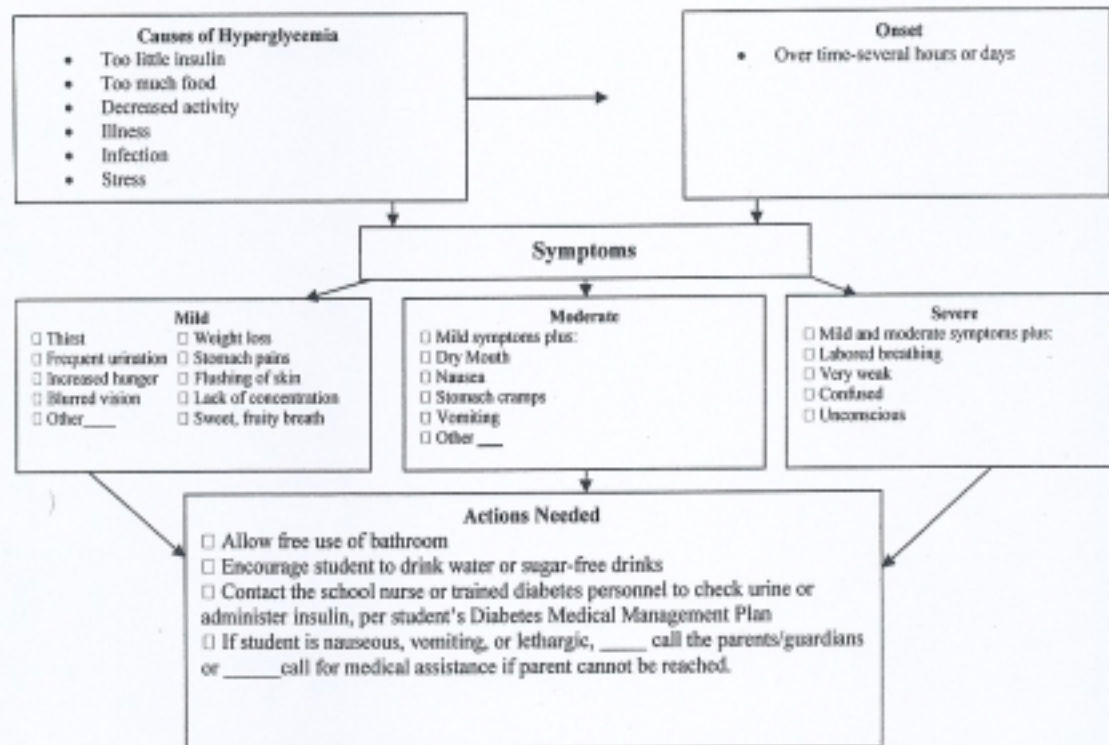 Causes of Hyperglycemia
• Too little insulin
• Too much food
• Decreased activity
• Illness
• Infection
• Stress
Onset
• Over time-several hours or days
Symptoms
Mild
☐ Thirst
☐ Frequent urination
☐ Increased hunger
☐ Blurred vision
☐ Other____
☐ Weight loss
☐ Stomach pains
☐ Flushing of skin
☐ Lack of concentration
☐ Sweet, fruity breath
Moderate
☐ Mild symptoms plus:
☐ Dry Mouth
☐ Nausea
☐ Stomach cramps
☐ Vomiting
☐ Other ___
Severe
☐ Mild and moderate symptoms plus:
☐ Labored breathing
☐ Very weak
☐ Confused
☐ Unconscious
Actions Needed
☐ Allow free use of bathroom
☐ Encourage student to drink water or sugar-free drinks
☐ Contact the school nurse or trained diabetes personnel to check urine or
administer insulin, per student's Diabetes Medical Management Plan
☐ If student is nauseous, vomiting, or lethargic, ____ call the parents/guardians
or _____call for medical assistance if parent cannot be reached.